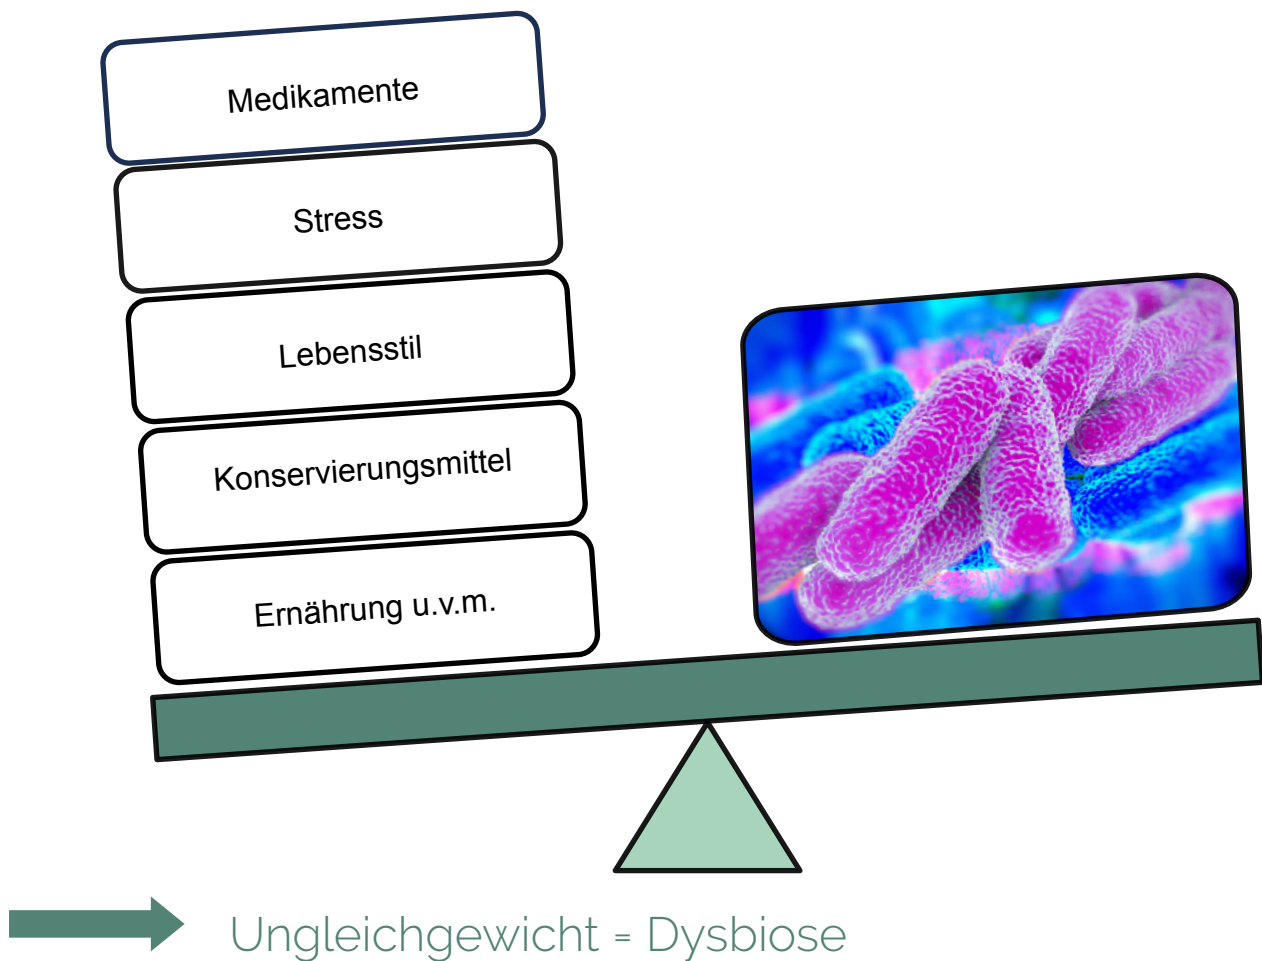 Medikamente
Stress
Lebensstil
Konservierungsmittel
Ernährung u.v.m.
Ungleichgewicht = Dysbiose